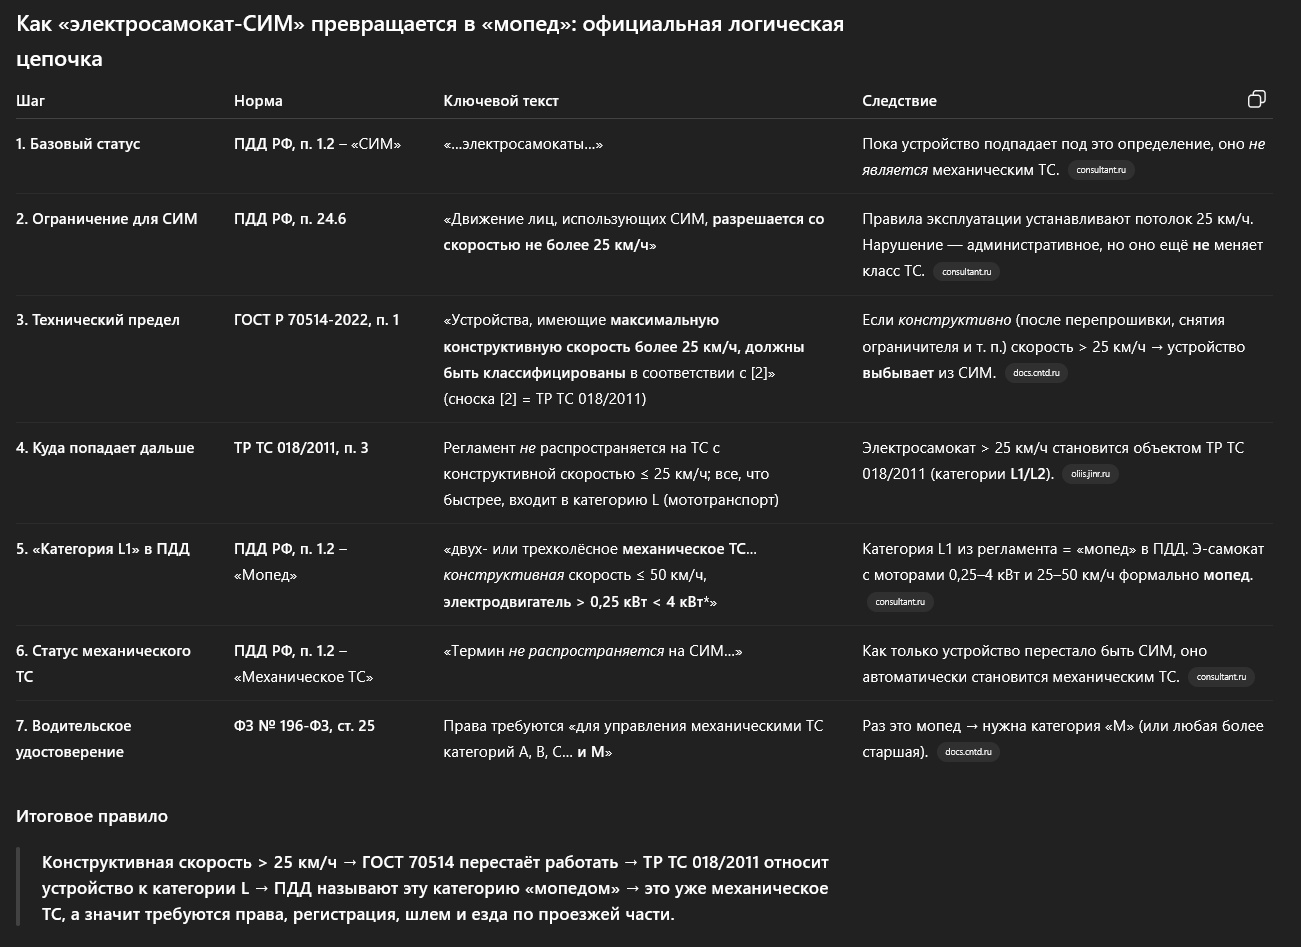 Как «электросамокат-СИМ» превращается в «мопед»: официальная логическая
цепочка
Шаг Норма Ключевой текст Следствие
1. Базовый статус ПДД РФ, п. 1.2 – «СИМ» «…электросамокаты…» Пока устройство подпадает под это определение, оно не
является механическим ТС. consultant.ru
2. Ограничение для СИМ ПДД РФ, п. 24.6 «Движение лиц, использующих СИМ, разрешается со Правила эксплуатации устанавливают потолок 25 км/ч.
скоростью не более 25 км/ч» Нарушение — административное, но оно ещё не меняет
класс ТС. consultant.ru
3. Технический предел ГОСТ Р 70514-2022, п. 1 «Устройства, имеющие максимальную Если конструктивно (после перепрошивки, снятия
конструктивную скорость более 25 км/ч, должны ограничителя и т. п.) скорость > 25 км/ч → устройство
быть классифицированы в соответствии с [2]» выбывает из СИМ. docs.cntd.ru
(сноска [2] = ТР ТС 018/2011)
4. Куда попадает дальше ТР ТС 018/2011, п. 3 Регламент не распространяется на ТС с Электросамокат > 25 км/ч становится объектом ТР ТС
конструктивной скоростью ≤ 25 км/ч; все, что 018/2011 (категории L1/L2). oliis.jinr.ru
быстрее, входит в категорию L (мототранспорт)
5. «Категория L1» в ПДД ПДД РФ, п. 1.2 – «двух- или трехколёсное механическое ТС… Категория L1 из регламента = «мопед» в ПДД. Э-самокат
«Мопед» конструктивная скорость ≤ 50 км/ч, с моторами 0,25–4 кВт и 25–50 км/ч формально мопед.
электродвигатель > 0,25 кВт < 4 кВт*» consultant.ru
6. Статус механического ПДД РФ, п. 1.2 – «Термин не распространяется на СИМ…» Как только устройство перестало быть СИМ, оно
ТС «Механическое ТС» автоматически становится механическим ТС. consultant.ru
7. Водительское ФЗ № 196-ФЗ, ст. 25 Права требуются «для управления механическими ТС Раз это мопед → нужна категория «М» (или любая более
удостоверение категорий A, B, C… и M» старшая). docs.cntd.ru
Итоговое правило
Конструктивная скорость > 25 км/ч → ГОСТ 70514 перестаёт работать → ТР ТС 018/2011 относит
устройство к категории L → ПДД называют эту категорию «мопедом» → это уже механическое
ТС, а значит требуются права, регистрация, шлем и езда по проезжей части.